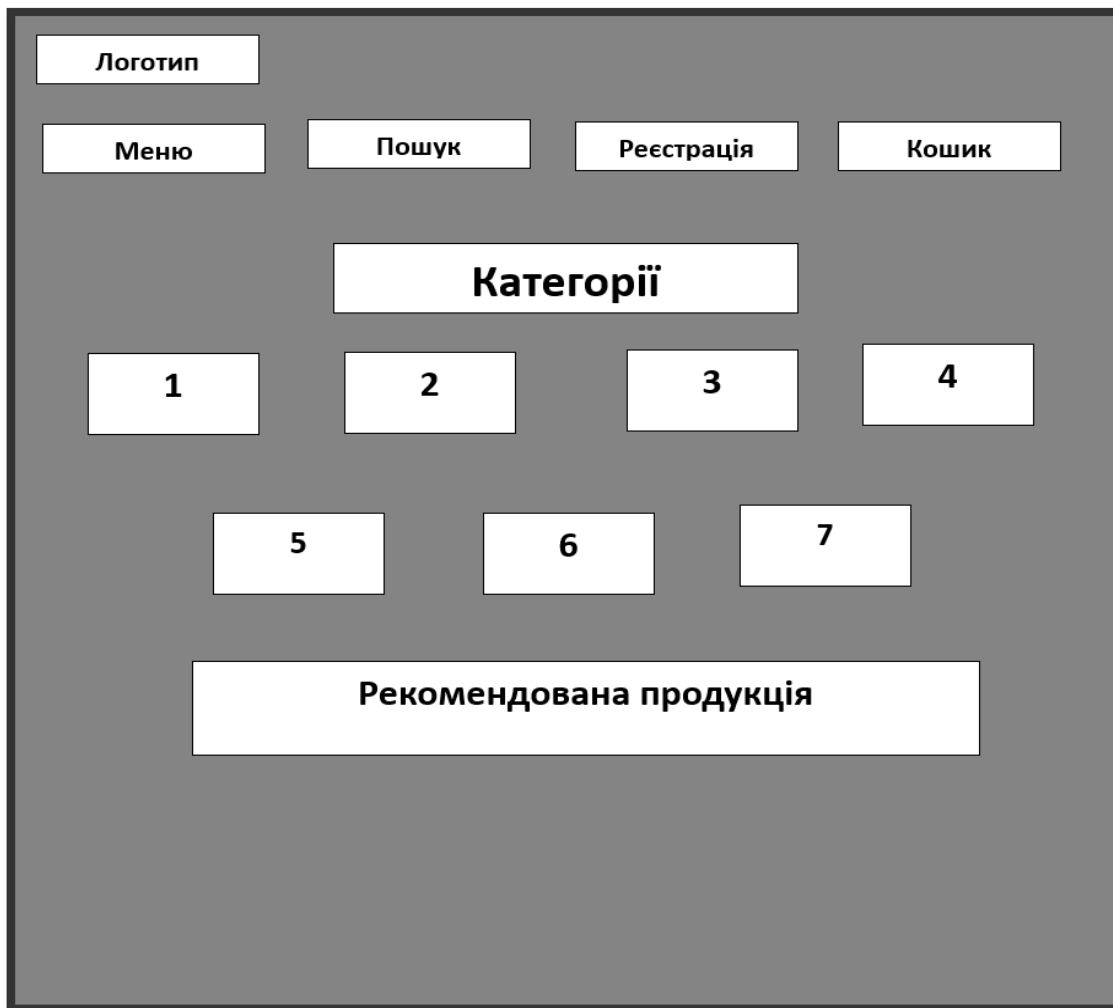 Логотип
Меню
Пошук
Реєстрація
Кошик
Категорії
1
2
3
4
5
6
7
Рекомендована продукція